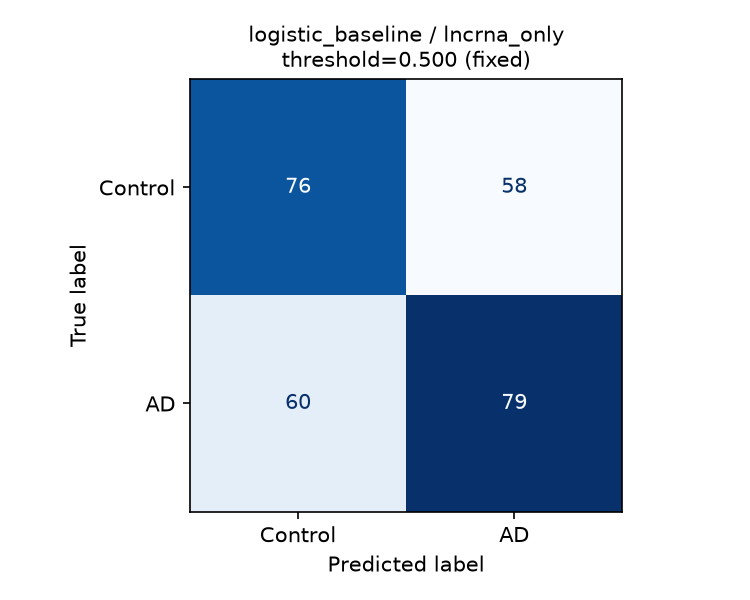 logistic_baseline / lncrna_only
threshold=0.500 (fixed)
Control
76
58
True label
AD
60
79
Control
AD
Predicted label